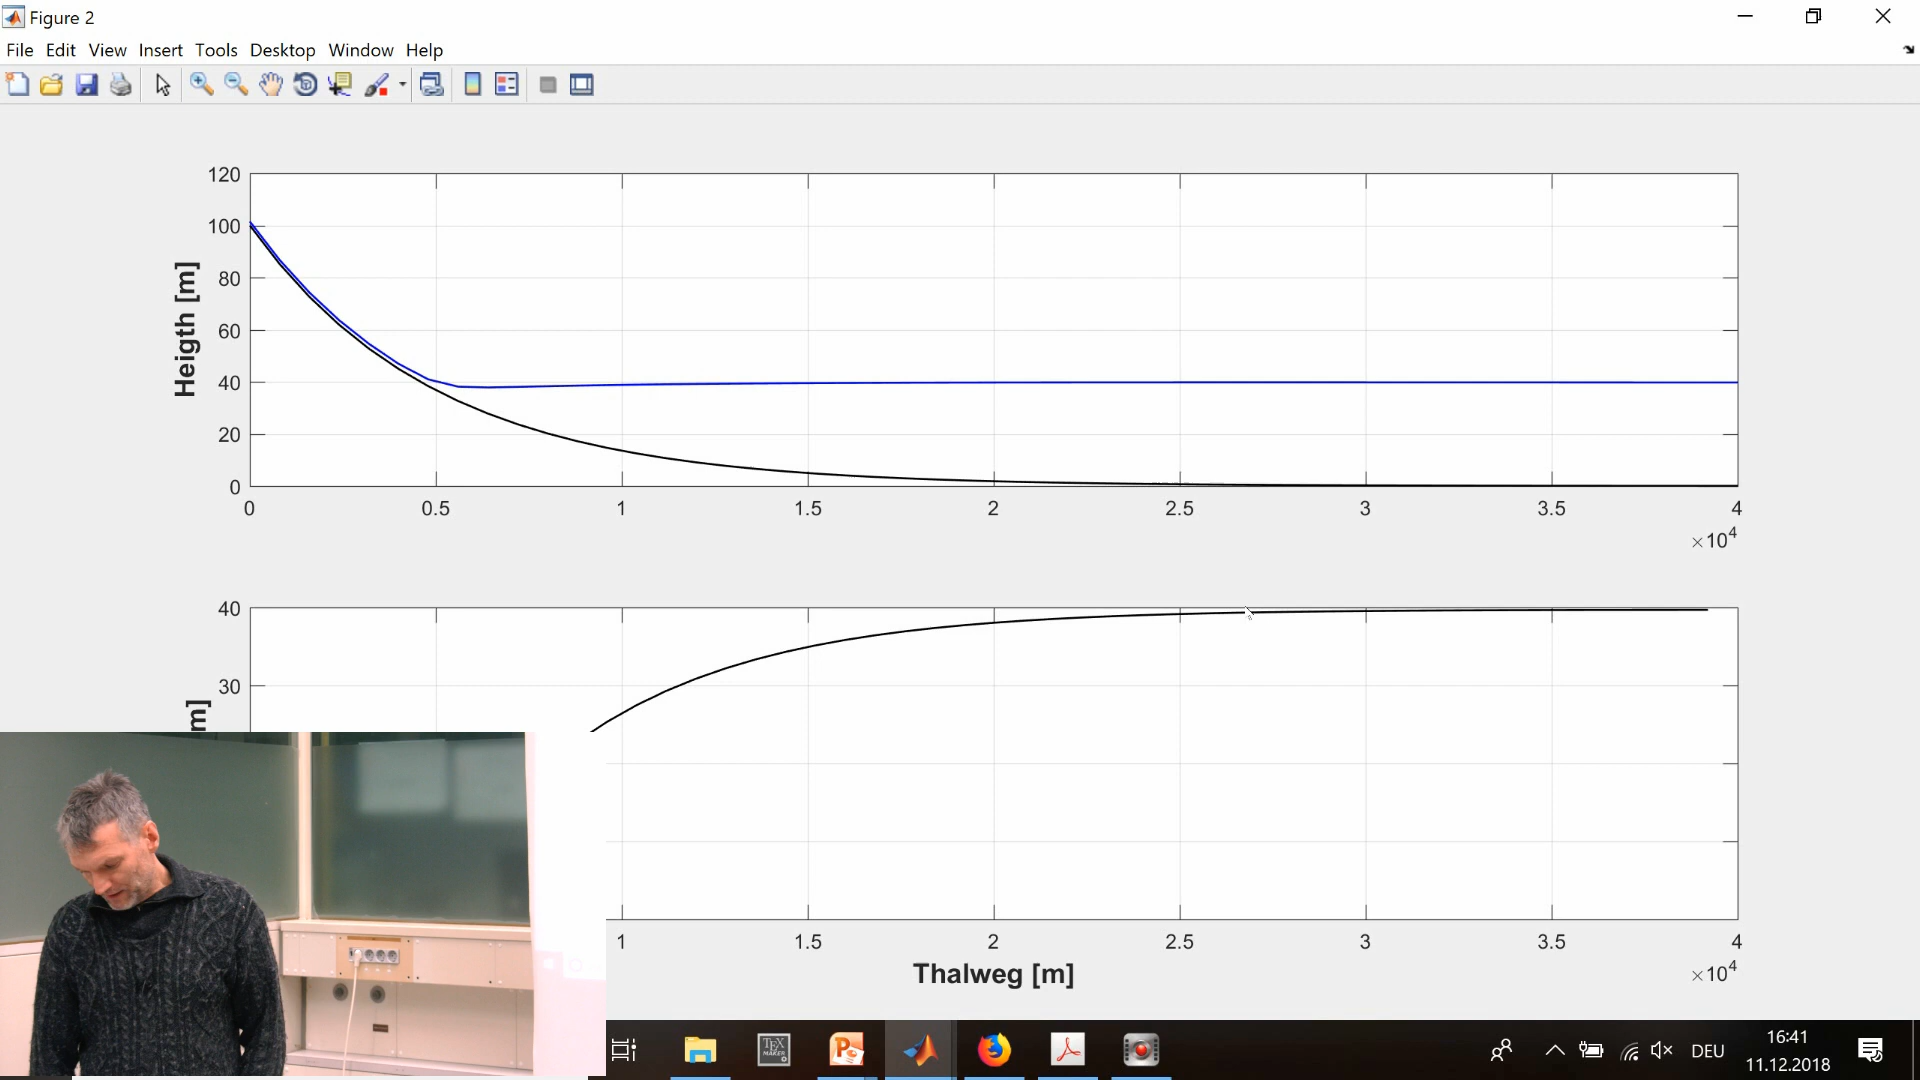 Figure 2
File Edit View Insert Tools Desktop Window Help
120
100
80
60
40
20
0
Heigth [m]
0 0.5 1 1.5 2 2.5 3 3.5 4
×10⁴
40
30
m]
1 1.5 2 2.5 3 3.5 4
Thalweg [m]
×10⁴
TEX
MAKER
DEU
16:41
11.12.2018